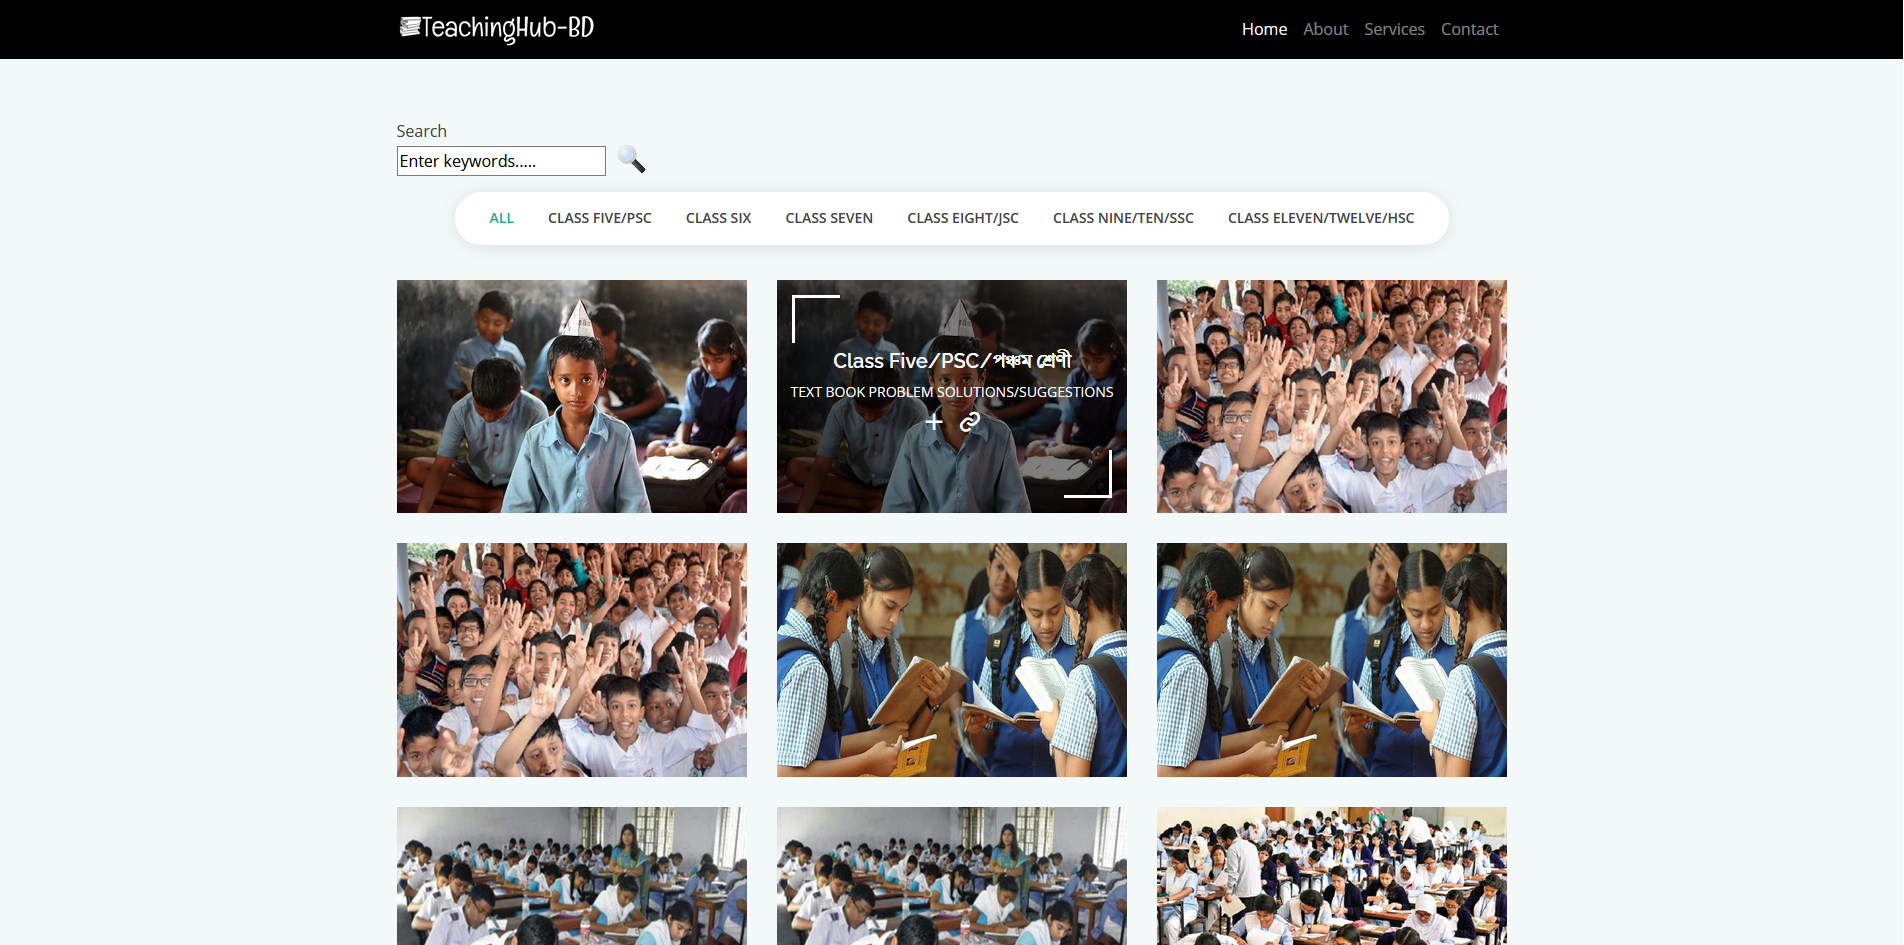 TeachingHub-BD
Home About Services Contact
Search
Enter keywords.....
ALL CLASS FIVE/PSC CLASS SIX CLASS SEVEN CLASS EIGHT/JSC CLASS NINE/TEN/SSC CLASS ELEVEN/TWELVE/HSC
Class Five/PSC/পঞ্চম শ্রেণী
TEXT BOOK PROBLEM SOLUTIONS/SUGGESTIONS